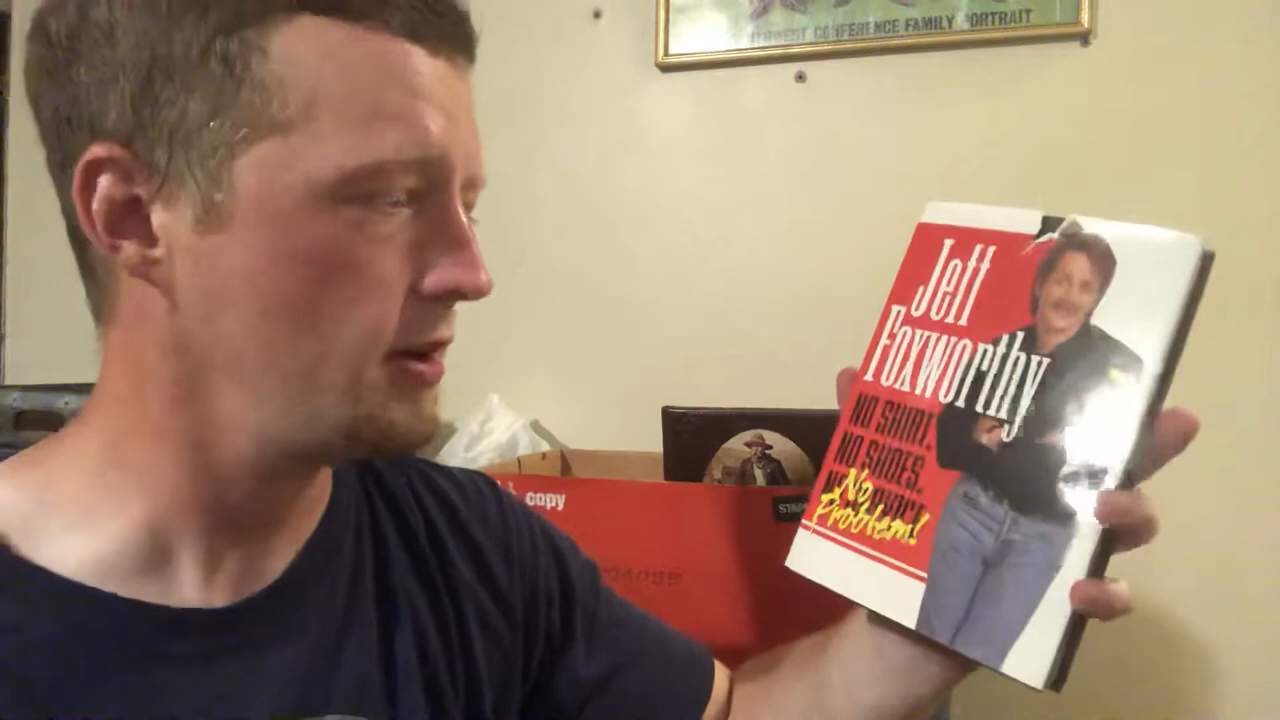 CONFERENCE FAMILY PORTRAIT
Jeff
Foxworthy
NO SHIRT.
NO SHOES.
No
Problem!
copy